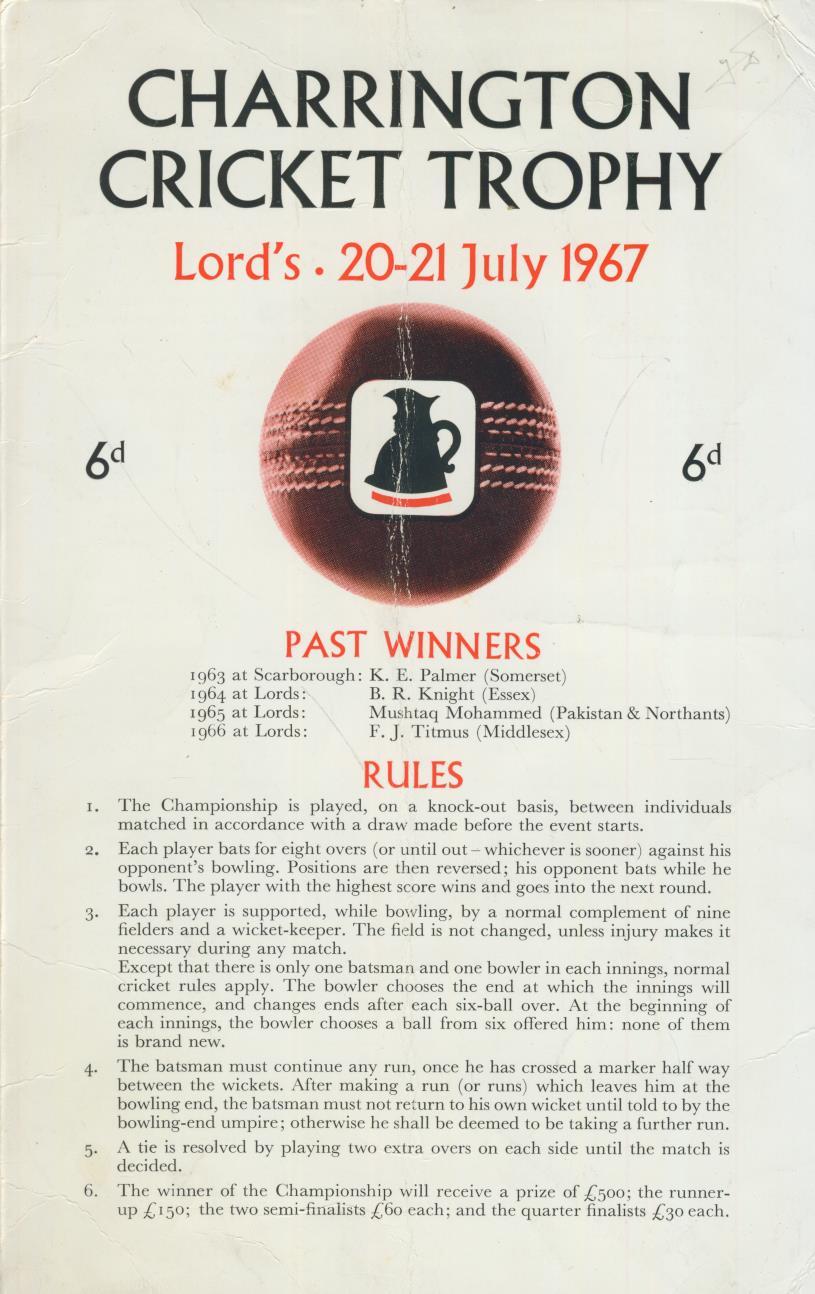 CHARRINGTON
CRICKET TROPHY
Lord's · 20-21 July 1967
6d
6d
PAST WINNERS
1963 at Scarborough: K. E. Palmer (Somerset)
1964 at Lords: B. R. Knight (Essex)
1965 at Lords: Mushtaq Mohammed (Pakistan & Northants)
1966 at Lords: F. J. Titmus (Middlesex)
RULES
1. The Championship is played, on a knock-out basis, between individuals
matched in accordance with a draw made before the event starts.
2. Each player bats for eight overs (or until out – whichever is sooner) against his
opponent's bowling. Positions are then reversed; his opponent bats while he
bowls. The player with the highest score wins and goes into the next round.
3. Each player is supported, while bowling, by a normal complement of nine
fielders and a wicket-keeper. The field is not changed, unless injury makes it
necessary during any match.
Except that there is only one batsman and one bowler in each innings, normal
cricket rules apply. The bowler chooses the end at which the innings will
commence, and changes ends after each six-ball over. At the beginning of
each innings, the bowler chooses a ball from six offered him: none of them
is brand new.
4. The batsman must continue any run, once he has crossed a marker half way
between the wickets. After making a run (or runs) which leaves him at the
bowling end, the batsman must not return to his own wicket until told to by the
bowling-end umpire; otherwise he shall be deemed to be taking a further run.
5. A tie is resolved by playing two extra overs on each side until the match is
decided.
6. The winner of the Championship will receive a prize of £500; the runner-
up £150; the two semi-finalists £60 each; and the quarter finalists £30 each.